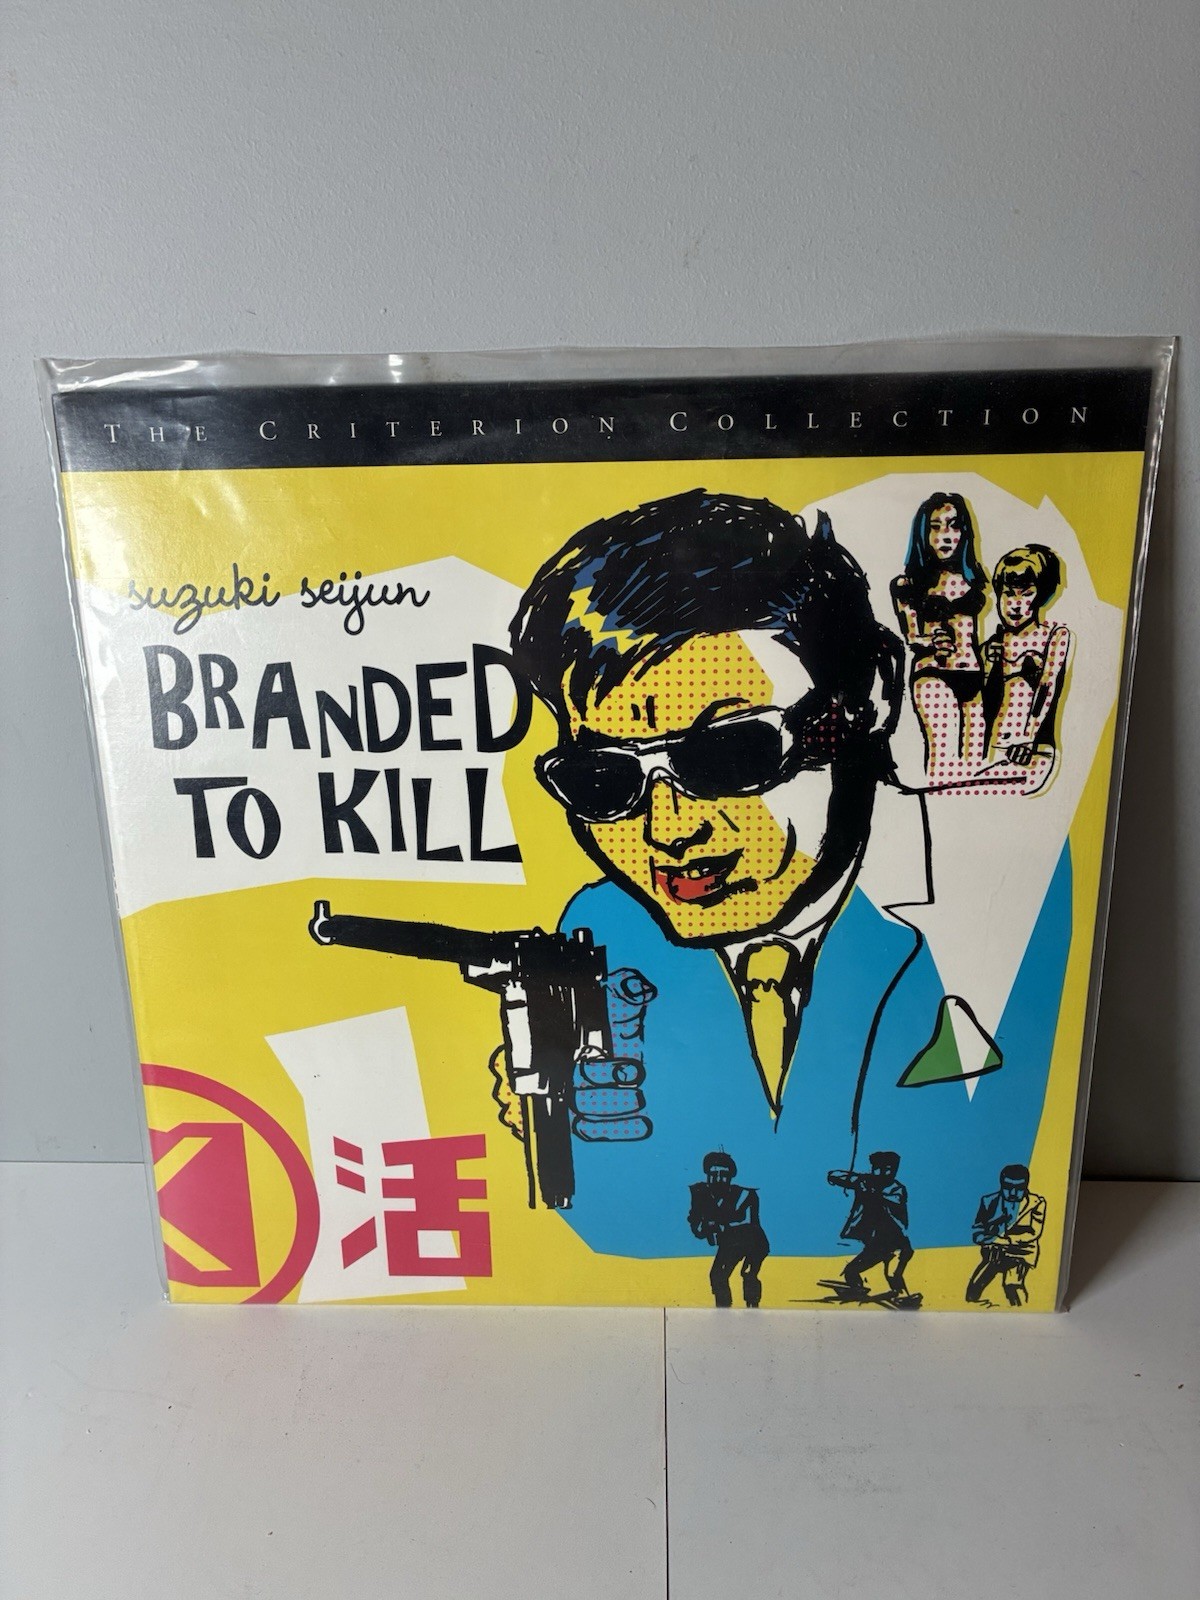 THE CRITERION COLLECTION
suzuki seijun
BRANDED
TO KILL
活